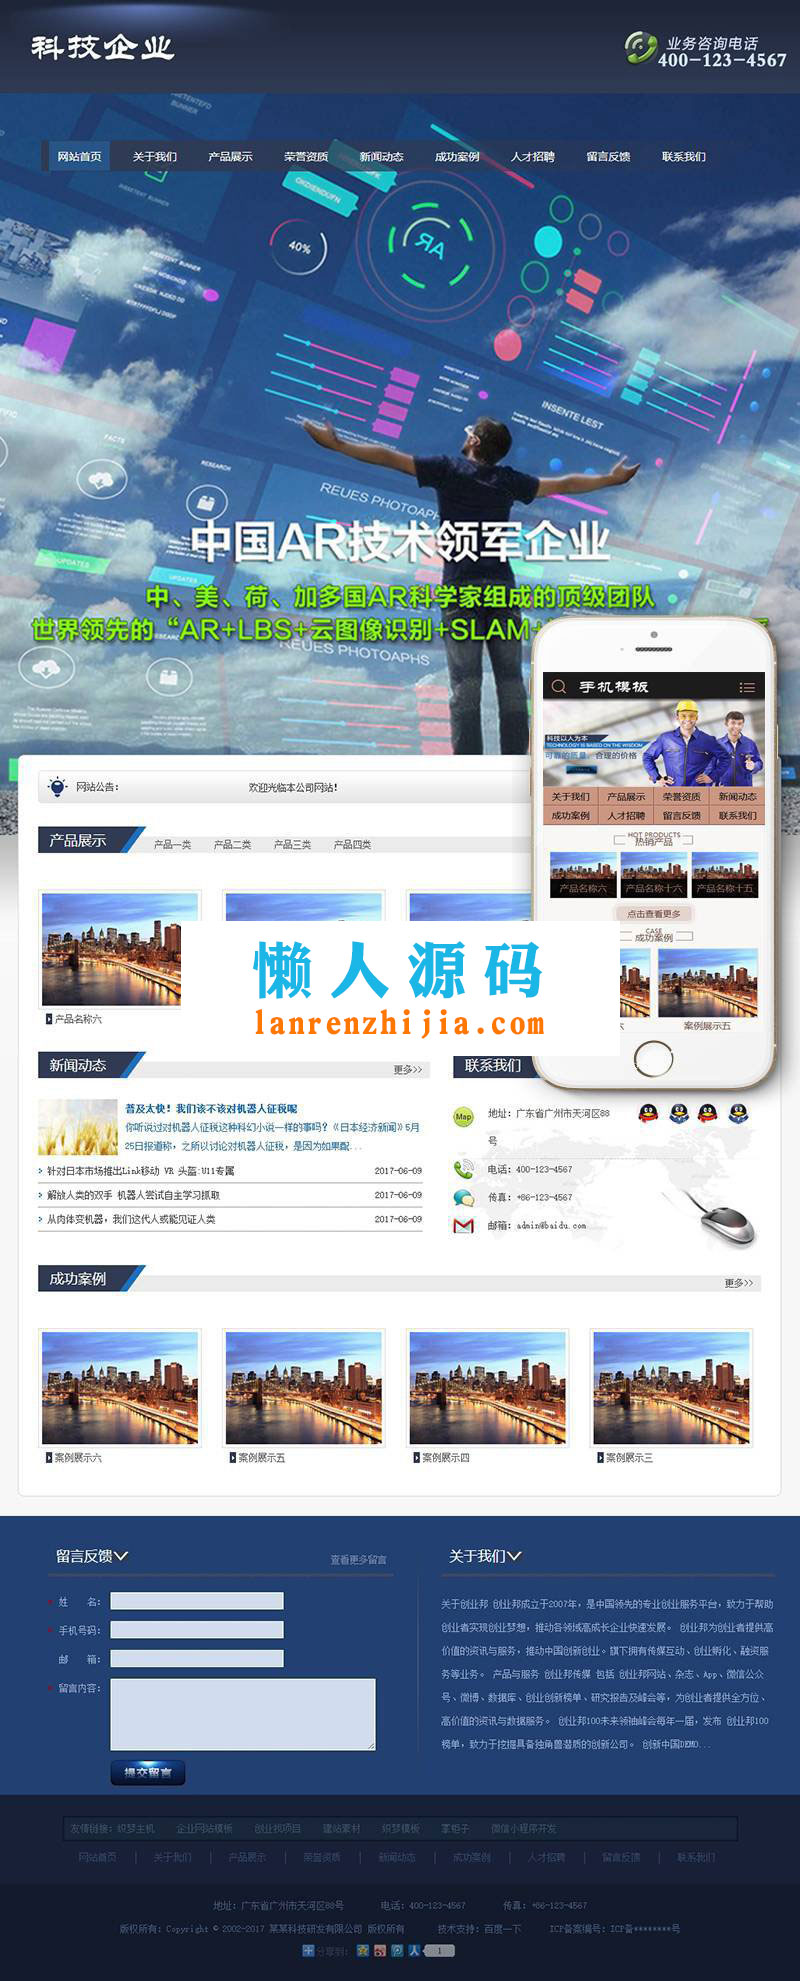 科技企业
业务咨询电话
400-123-4567
网站首页 关于我们 产品展示 荣誉资质 新闻动态 成功案例 人才招聘 留言反馈 联系我们
40%
AR
INSENTE LEST
FACTS
RESEARCH
REUES PHOTOAPHS
UPDATES
UPDATES
中国AR技术领军企业
中、美、荷、加多国AR科学家组成的顶级团队
世界领先的“AR+LBS+云图像识别+SLAM+
REUES PHOTOAPHS
手机模板
科技以人为本
TECHNOLOGY IS BASED ON THE WISDOM
可靠的质量、合理的价格
关于我们 产品展示 荣誉资质 新闻动态
成功案例 人才招聘 留言反馈 联系我们
HOT PRODUCTS
热销产品
产品名称六 产品名称十六 产品名称十五
点击查看更多
CASE
成功案例
案例展示五
网站公告： 欢迎光临本公司网站！
产品展示 产品一类 产品二类 产品三类 产品四类
产品名称六
懒人源码
lanrenzhijia.com
新闻动态 更多>>
普及太快！我们该不该对机器人征税呢
你听说过对机器人征税这种科幻小说一样的事吗？《日本经济新闻》5月
25日报道称，之所以讨论对机器人征税，是因为如果配...
针对日本市场推出Link移动 VR 头盔:U11专属 2017-06-09
解放人类的双手 机器人尝试自主学习抓取 2017-06-09
从肉体变机器，我们这代人或能见证人类 2017-06-09
联系我们
Map 地址：广东省广州市天河区88
号
电话：400-123-4567
传真：+86-123-4567
邮箱：admin@baidu.com
成功案例 更多>>
案例展示六 案例展示五 案例展示四 案例展示三
留言反馈 查看更多留言
* 姓 名：
* 手机号码：
邮 箱：
* 留言内容：
提交留言
关于我们
关于创业邦 创业邦成立于2007年，是中国领先的专业创业服务平台，致力于帮助
创业者实现创业梦想，推动各领域高成长企业快速发展。 创业邦为创业者提供高
价值的资讯与服务，推动中国创新创业。旗下拥有传媒互动、创业孵化、融资服
务等业务。 产品与服务 创业邦传媒 包括 创业邦网站、杂志、App、微信公众
号、微博、数据库、创业创新榜单、研究报告及峰会等，为创业者提供全方位、
高价值的资讯与数据服务。 创业邦100未来领袖峰会每年一届，发布 创业邦100
榜单，致力于挖掘具备独角兽潜质的创新公司。 创新中国DEMO...
友情链接：织梦主机 企业网站模板 创业找项目 建站素材 织梦模板 掌柜子 微信小程序开发
网站首页 | 关于我们 | 产品展示 | 荣誉资质 | 新闻动态 | 成功案例 | 人才招聘 | 留言反馈 | 联系我们
地址：广东省广州市天河区88号 电话：400-123-4567 传真：+86-123-4567
版权所有：Copyright © 2002-2017 某某科技研发有限公司 版权所有 技术支持：百度一下 ICP备案编号：ICP备********号
分享到： 1